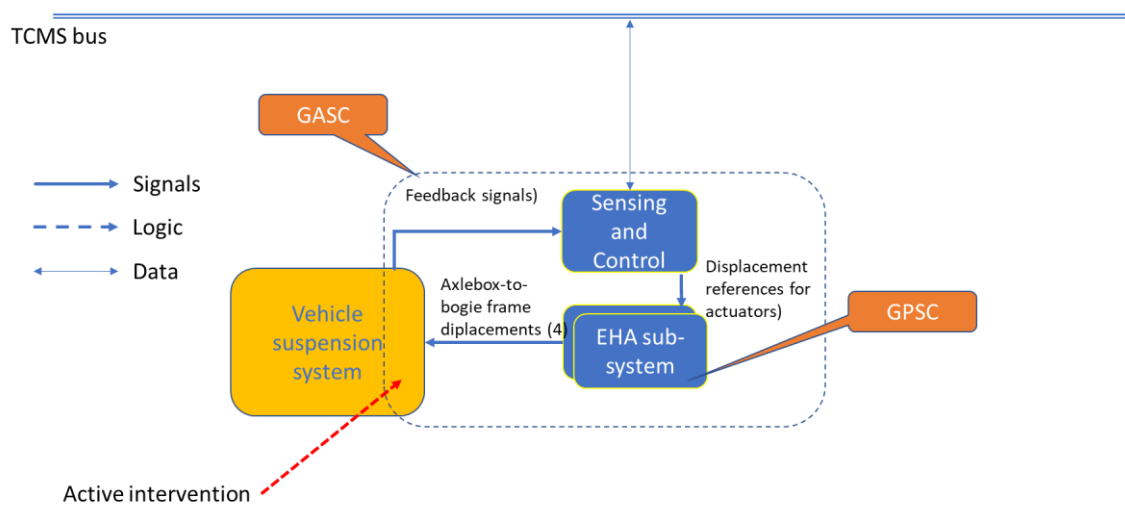 TCMS bus
GASC
Signals
Logic
Data
Feedback signals)
Sensing
and
Control
Displacement
references for
actuators)
Axlebox-to-
bogie frame
diplacements (4)
Vehicle
suspension
system
EHA sub-
system
GPSC
Active intervention